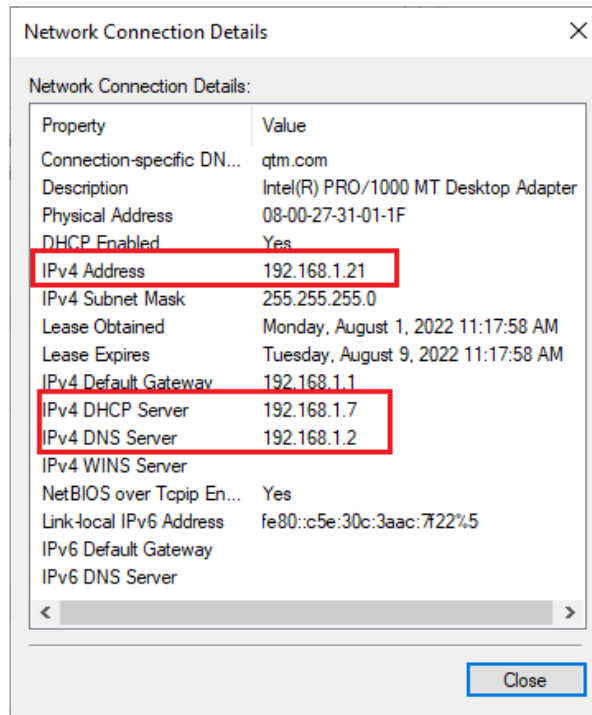 Network Connection Details
Network Connection Details:
Property Value
Connection-specific DN... qtm.com
Description Intel(R) PRO/1000 MT Desktop Adapter
Physical Address 08-00-27-31-01-1F
DHCP Enabled Yes
IPv4 Address 192.168.1.21
IPv4 Subnet Mask 255.255.255.0
Lease Obtained Monday, August 1, 2022 11:17:58 AM
Lease Expires Tuesday, August 9, 2022 11:17:58 AM
IPv4 Default Gateway 192.168.1.1
IPv4 DHCP Server 192.168.1.7
IPv4 DNS Server 192.168.1.2
IPv4 WINS Server
NetBIOS over Tcpip En... Yes
Link-local IPv6 Address fe80::c5e:30c:3aac:7f22%5
IPv6 Default Gateway
IPv6 DNS Server
Close